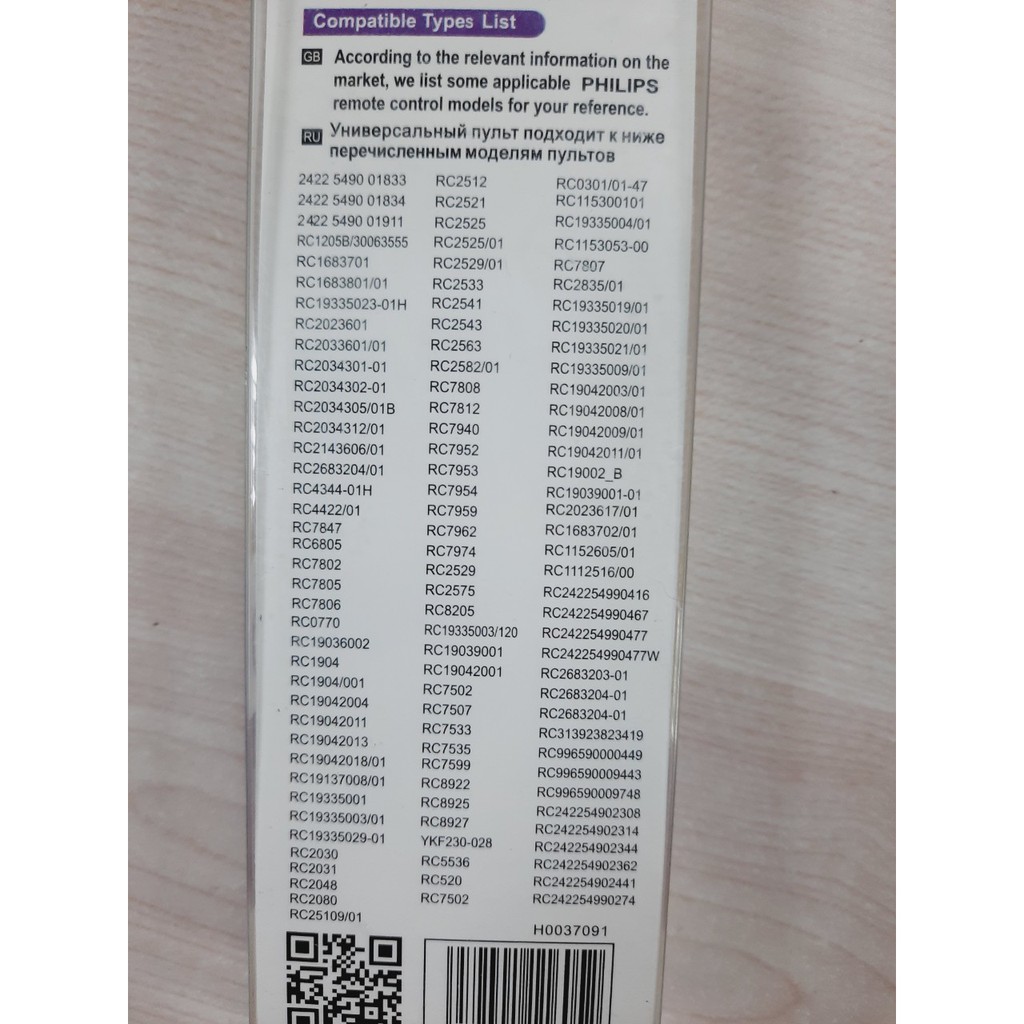 Compatible Types List
GB According to the relevant information on the
market, we list some applicable PHILIPS
remote control models for your reference.
RU Универсальный пульт подходит к ниже
перечисленным моделям пультов
2422 5490 01833
2422 5490 01834
2422 5490 01911
RC1205B/30063555
RC1683701
RC1683801/01
RC19335023-01H
RC2023601
RC2033601/01
RC2034301-01
RC2034302-01
RC2034305/01B
RC2034312/01
RC2143606/01
RC2683204/01
RC4344-01H
RC4422/01
RC7847
RC6805
RC7802
RC7805
RC7806
RC0770
RC19036002
RC1904
RC1904/001
RC19042004
RC19042011
RC19042013
RC19042018/01
RC19137008/01
RC19335001
RC19335003/01
RC19335029-01
RC2030
RC2031
RC2048
RC2080
RC25109/01
RC2512
RC2521
RC2525
RC2525/01
RC2529/01
RC2533
RC2541
RC2543
RC2563
RC2582/01
RC7808
RC7812
RC7940
RC7952
RC7953
RC7954
RC7959
RC7962
RC7974
RC2529
RC2575
RC8205
RC19335003/120
RC19039001
RC19042001
RC7502
RC7507
RC7533
RC7535
RC7599
RC8922
RC8925
RC8927
YKF230-028
RC5536
RC520
RC7502
RC0301/01-47
RC115300101
RC19335004/01
RC1153053-00
RC7807
RC2835/01
RC19335019/01
RC19335020/01
RC19335021/01
RC19335009/01
RC19042003/01
RC19042008/01
RC19042009/01
RC19042011/01
RC19002_B
RC19039001-01
RC2023617/01
RC1683702/01
RC1152605/01
RC1112516/00
RC242254990416
RC242254990467
RC242254990477
RC242254990477W
RC2683203-01
RC2683204-01
RC2683204-01
RC313923823419
RC996590000449
RC996590009443
RC996590009748
RC242254902308
RC242254902314
RC242254902344
RC242254902362
RC242254902441
RC242254990274
H0037091